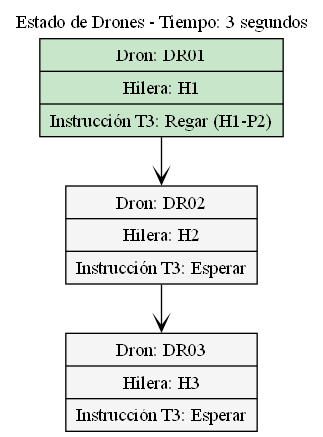 Estado de Drones - Tiempo: 3 segundos
Dron: DR01
Hilera: H1
Instrucción T3: Regar (H1-P2)
Dron: DR02
Hilera: H2
Instrucción T3: Esperar
Dron: DR03
Hilera: H3
Instrucción T3: Esperar